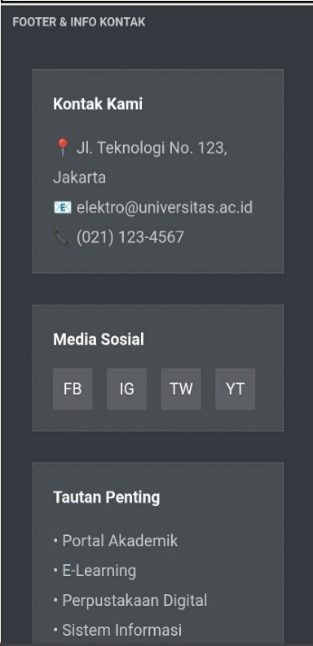 FOOTER & INFO KONTAK
Kontak Kami
📍 Jl. Teknologi No. 123,
Jakarta
📧 elektro@universitas.ac.id
📞 (021) 123-4567
Media Sosial
FB IG TW YT
Tautan Penting
• Portal Akademik
• E-Learning
• Perpustakaan Digital
• Sistem Informasi